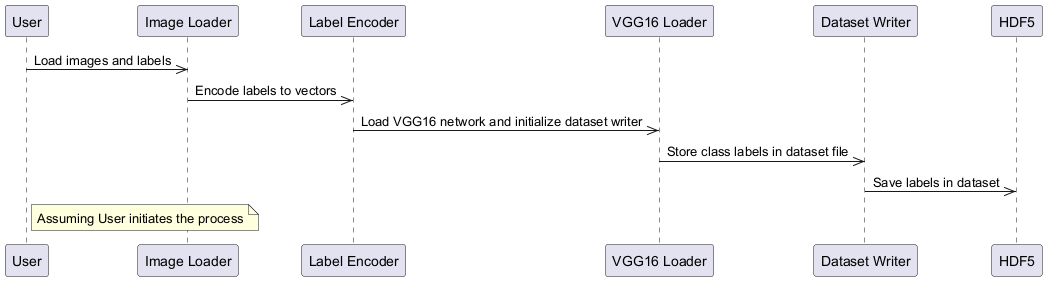 User Image Loader Label Encoder VGG16 Loader Dataset Writer HDF5
Load images and labels
Encode labels to vectors
Load VGG16 network and initialize dataset writer
Store class labels in dataset file
Save labels in dataset
Assuming User initiates the process
User Image Loader Label Encoder VGG16 Loader Dataset Writer HDF5